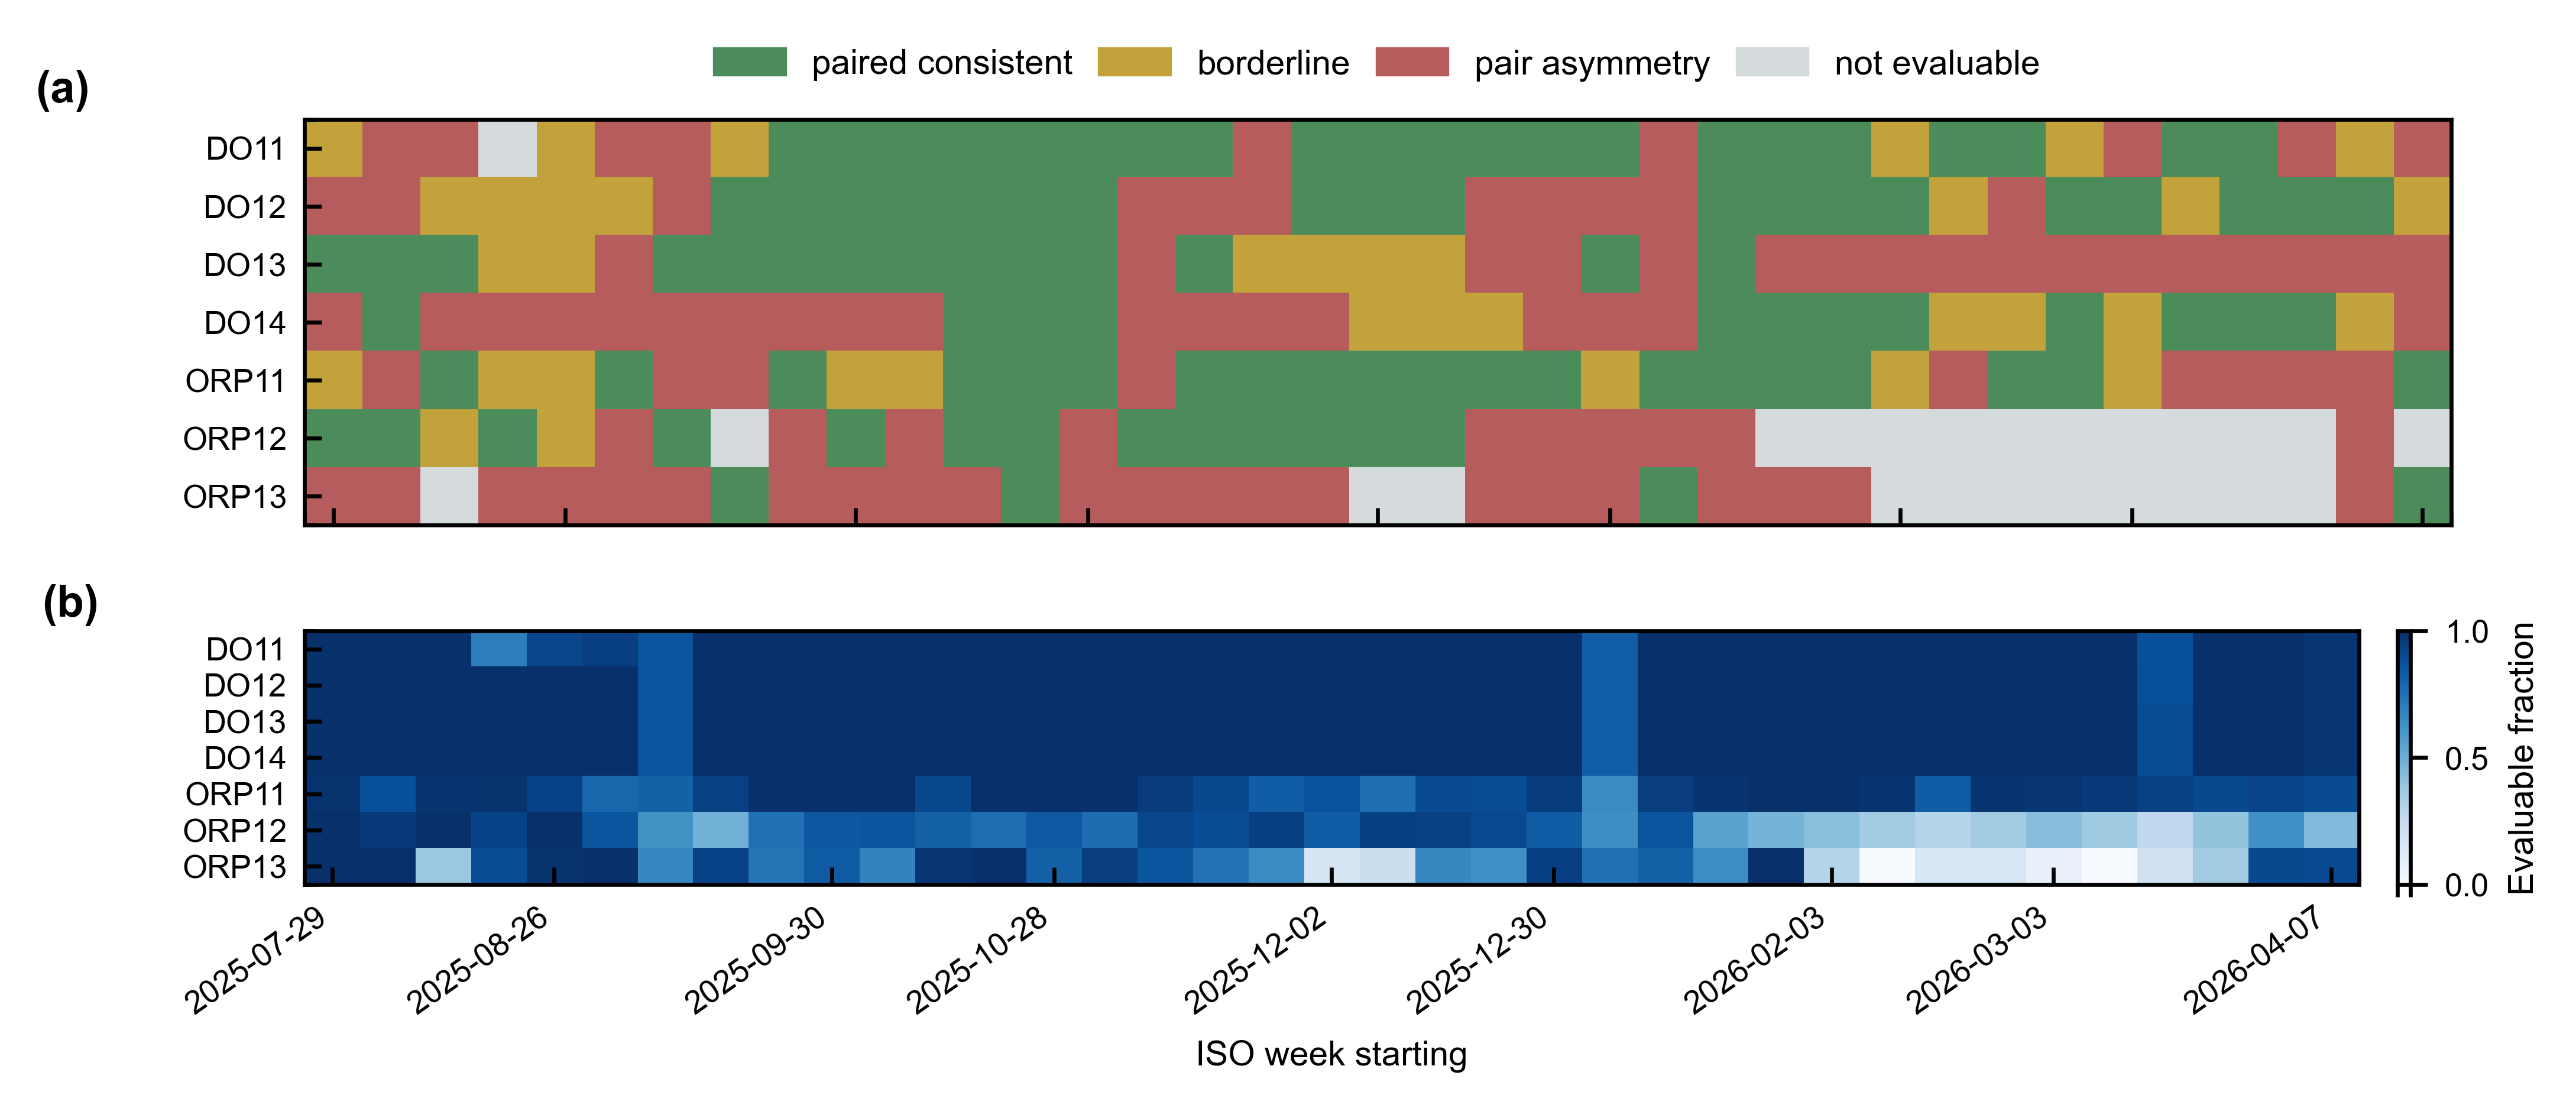 paired consistent borderline pair asymmetry not evaluable
(a)
DO11
DO12
DO13
DO14
ORP11
ORP12
ORP13
(b)
DO11
DO12
DO13
DO14
ORP11
ORP12
ORP13
1.0
0.5
0.0
Evaluable fraction
2025-07-29
2025-08-26
2025-09-30
2025-10-28
2025-12-02
2025-12-30
2026-02-03
2026-03-03
2026-04-07
ISO week starting